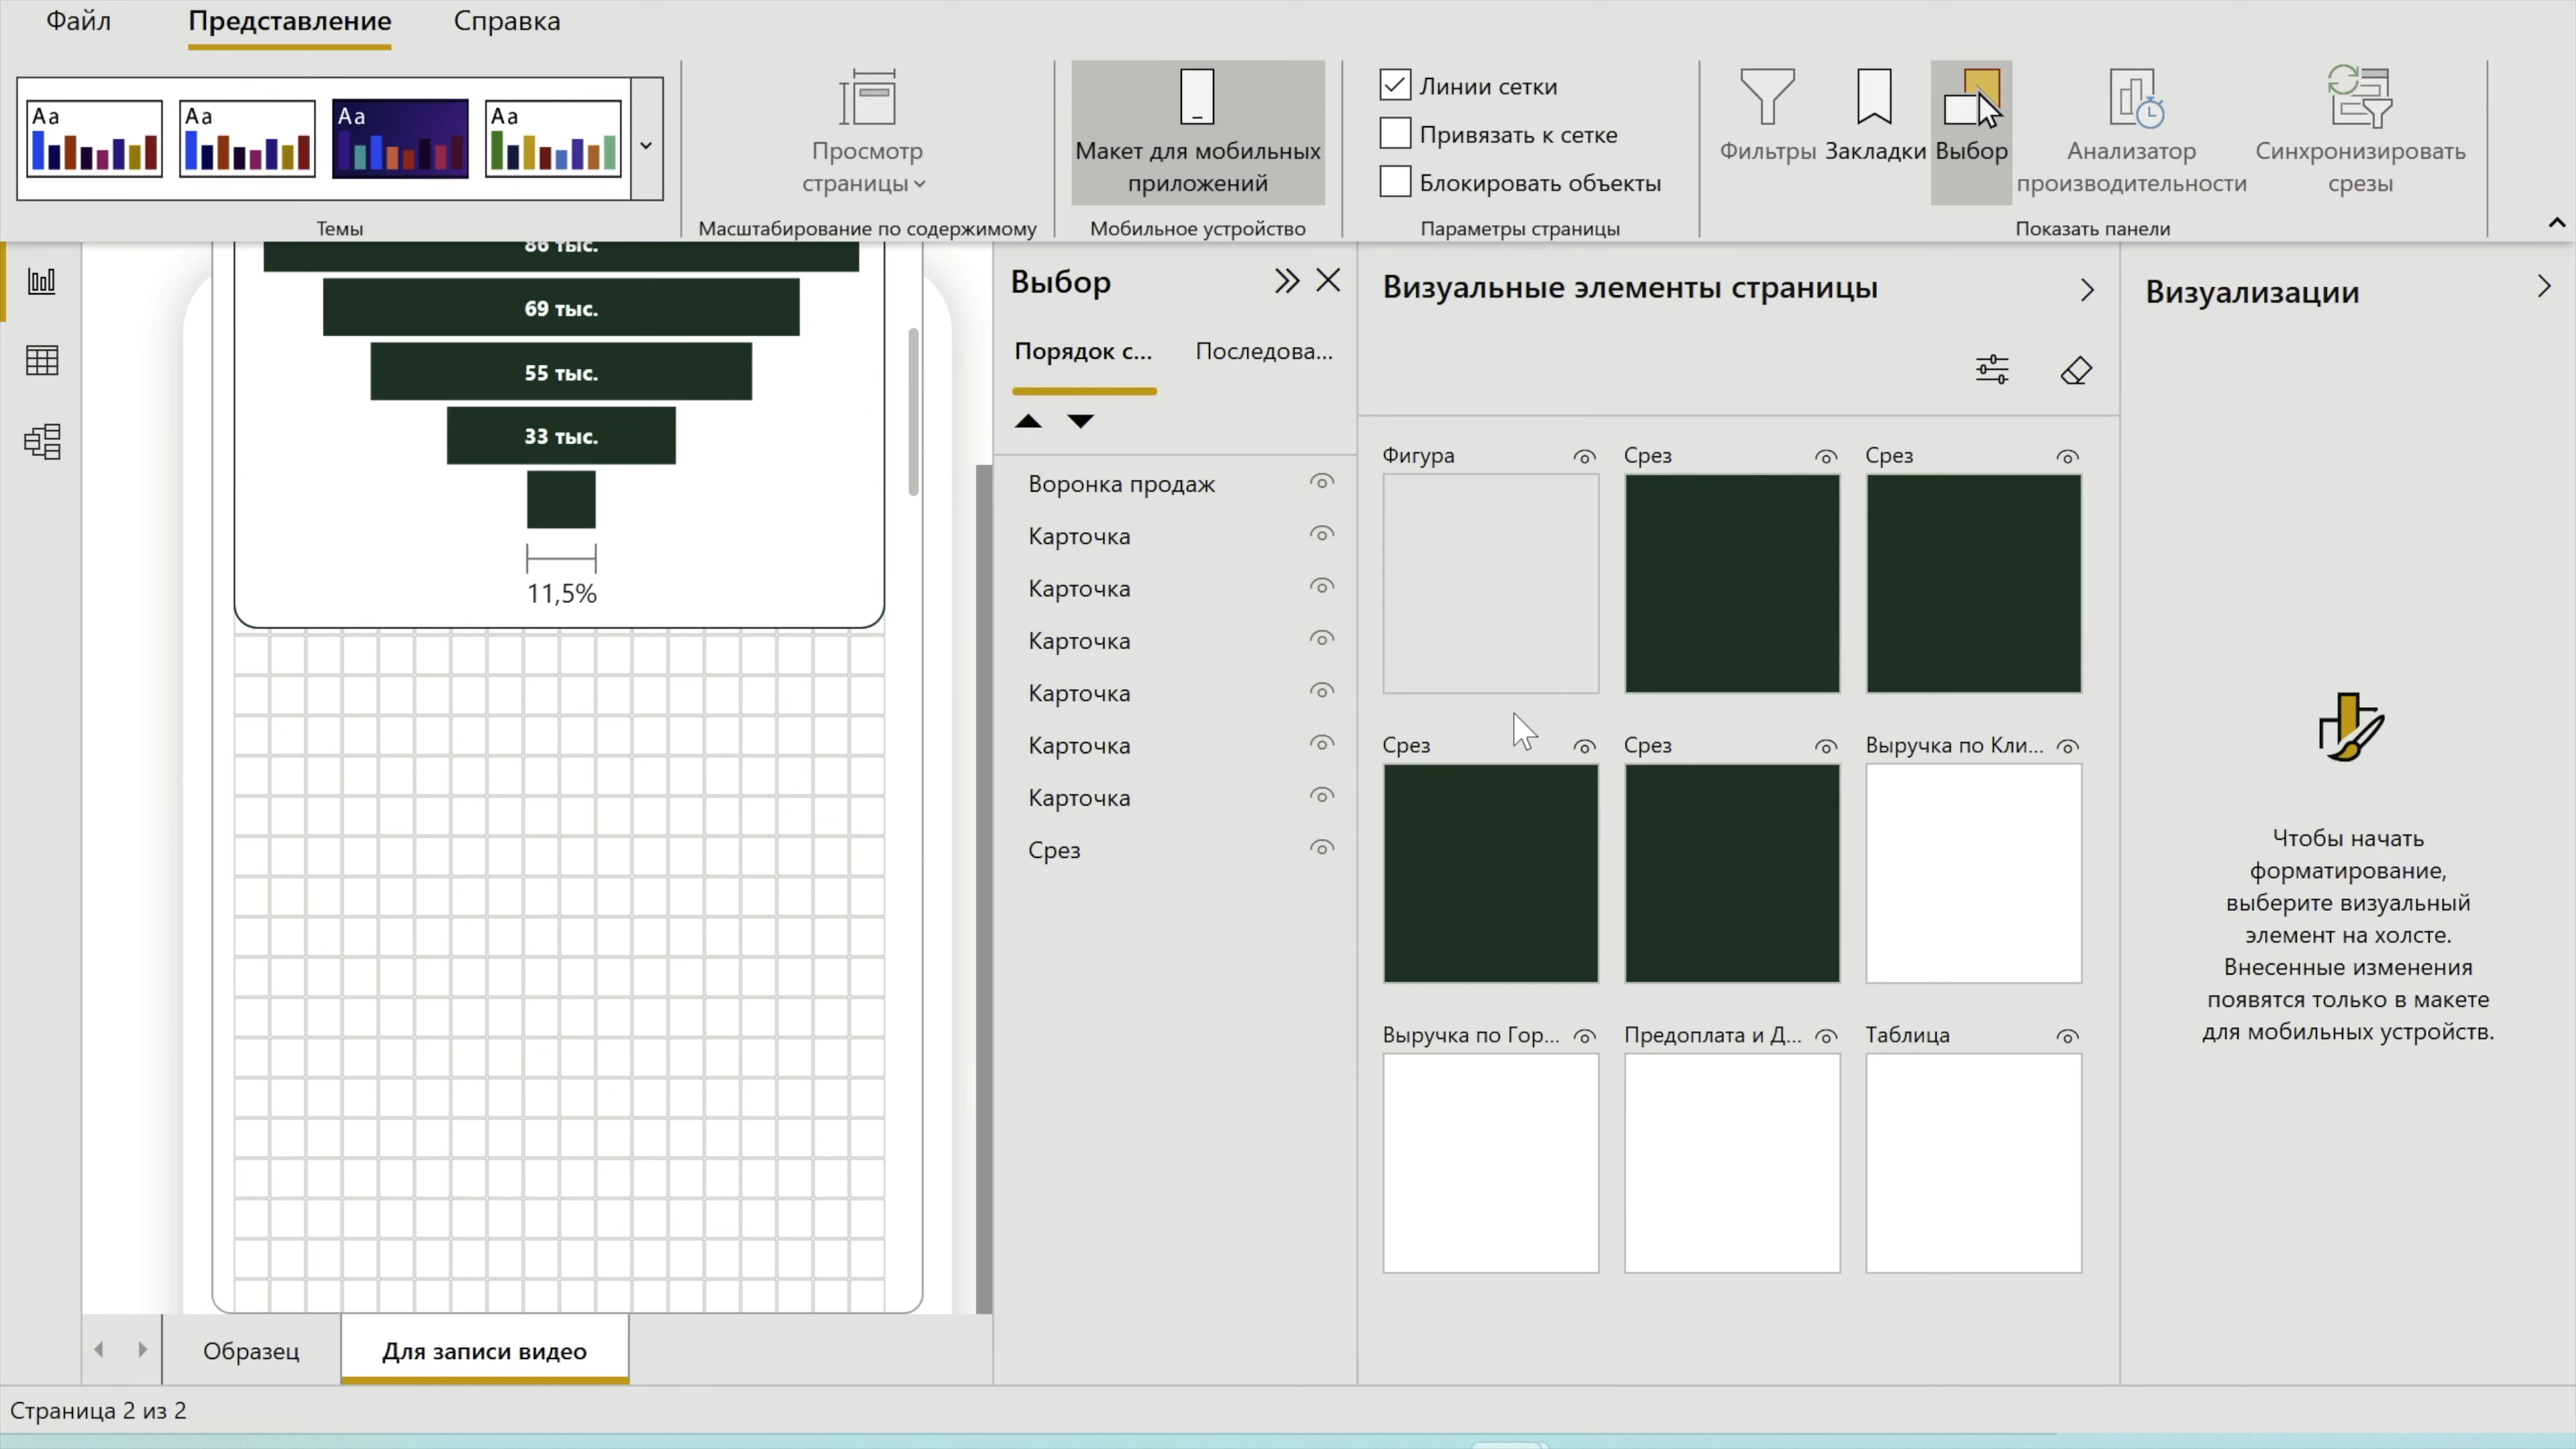 Файл
Представление
Справка
Aa
Aa
Aa
Aa
Темы
Просмотр
страницы
Масштабирование по содержимому
Макет для мобильных
приложений
Мобильное устройство
Линии сетки
Привязать к сетке
Блокировать объекты
Параметры страницы
Фильтры
Закладки
Выбор
Анализатор
производительности
Синхронизировать
срезы
Показать панели
86 тыс.
69 тыс.
55 тыс.
33 тыс.
11,5%
Выбор
Порядок с...
Последова...
Воронка продаж
Карточка
Карточка
Карточка
Карточка
Карточка
Карточка
Срез
Визуальные элементы страницы
Фигура
Срез
Срез
Срез
Срез
Выручка по Кли...
Выручка по Гор...
Предоплата и Д...
Таблица
Визуализации
Чтобы начать
форматирование,
выберите визуальный
элемент на холсте.
Внесенные изменения
появятся только в макете
для мобильных устройств.
Образец
Для записи видео
Страница 2 из 2